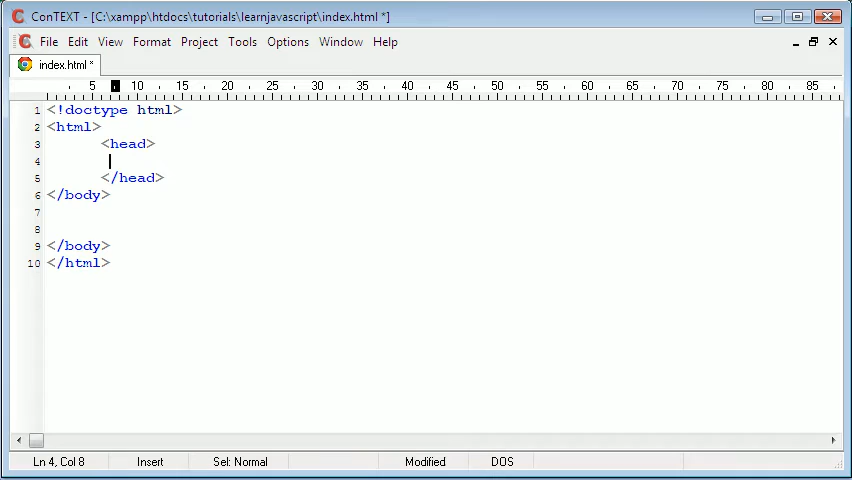 ConTEXT - [C:\xampp\htdocs\tutorials\learnjavascript\index.html *]
File Edit View Format Project Tools Options Window Help
index.html *
5 10 15 20 25 30 35 40 45 50 55 60 65 70 75 80 85
1 <!doctype html>
2 <html>
3 <head>
4
5 </head>
6 </body>
7
8
9 </body>
10 </html>
Ln 4, Col 8 Insert Sel: Normal Modified DOS